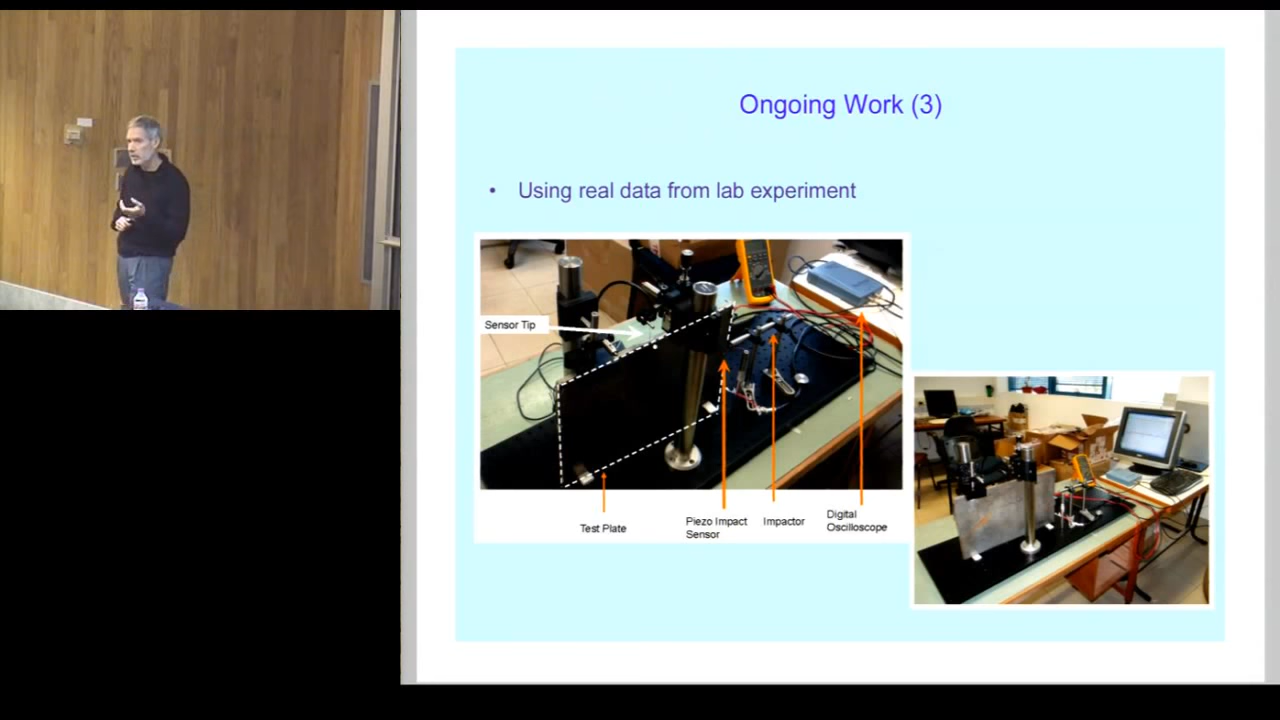 Ongoing Work (3)
• Using real data from lab experiment
Sensor Tip
Test Plate
Piezo Impact
Sensor
Impactor
Digital
Oscilloscope